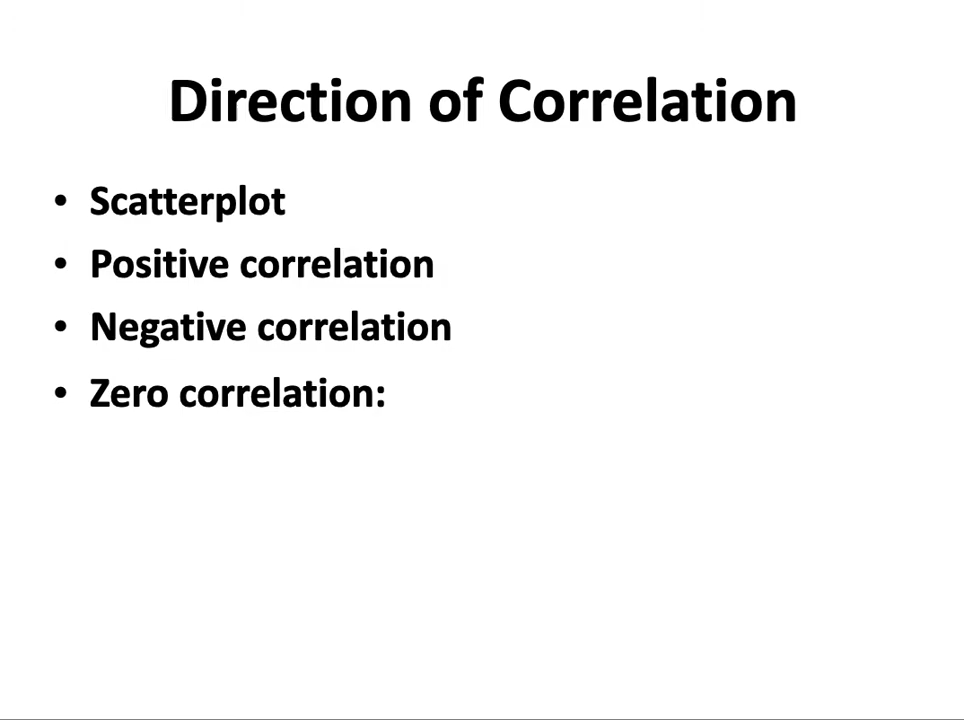 Direction of Correlation
• Scatterplot
• Positive correlation
• Negative correlation
• Zero correlation: